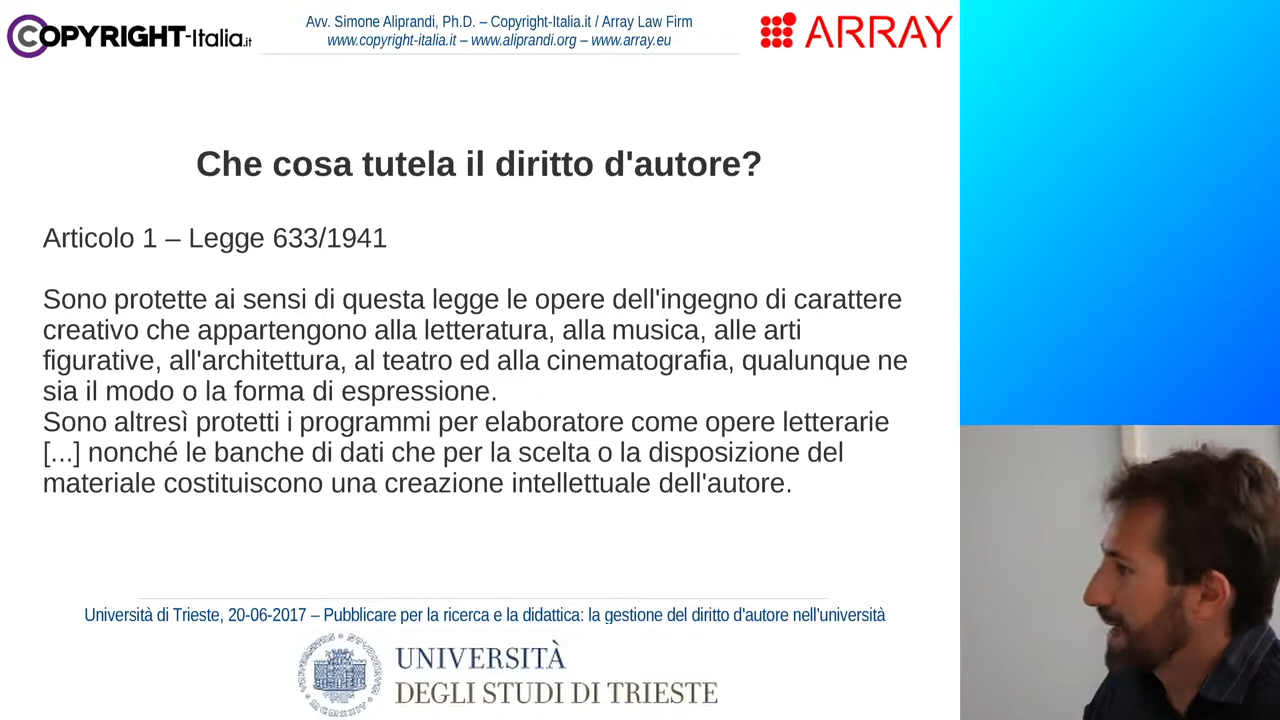 COPYRIGHT-Italia.it
Avv. Simone Aliprandi, Ph.D. – Copyright-Italia.it / Array Law Firm
www.copyright-italia.it – www.aliprandi.org – www.array.eu
ARRAY
Che cosa tutela il diritto d'autore?
Articolo 1 – Legge 633/1941
Sono protette ai sensi di questa legge le opere dell'ingegno di carattere
creativo che appartengono alla letteratura, alla musica, alle arti
figurative, all'architettura, al teatro ed alla cinematografia, qualunque ne
sia il modo o la forma di espressione.
Sono altresì protetti i programmi per elaboratore come opere letterarie
[...] nonché le banche di dati che per la scelta o la disposizione del
materiale costituiscono una creazione intellettuale dell'autore.
Università di Trieste, 20-06-2017 – Pubblicare per la ricerca e la didattica: la gestione del diritto d'autore nell'università
UNIVERSITÀ
DEGLI STUDI DI TRIESTE